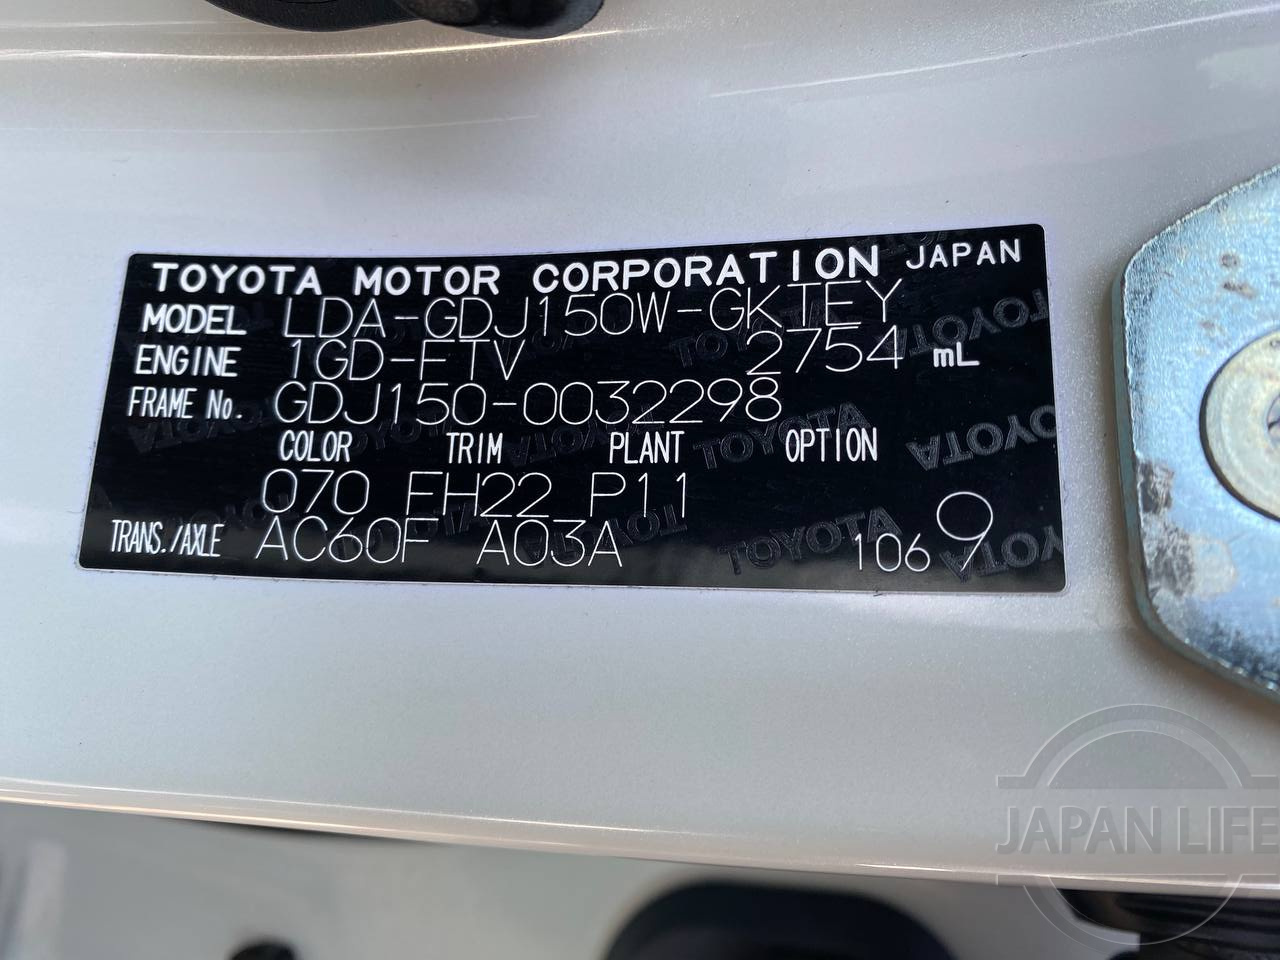 TOYOTA MOTOR CORPORATION JAPAN
MODEL LDA-GDJ150W-GKTEY
ENGINE 1GD-FTV 2754 mL
FRAME No. GDJ150-0032298
COLOR TRIM PLANT OPTION
070 FH22 P11
TRANS./AXLE AC60F A03A 106 9
JAPAN LIFE